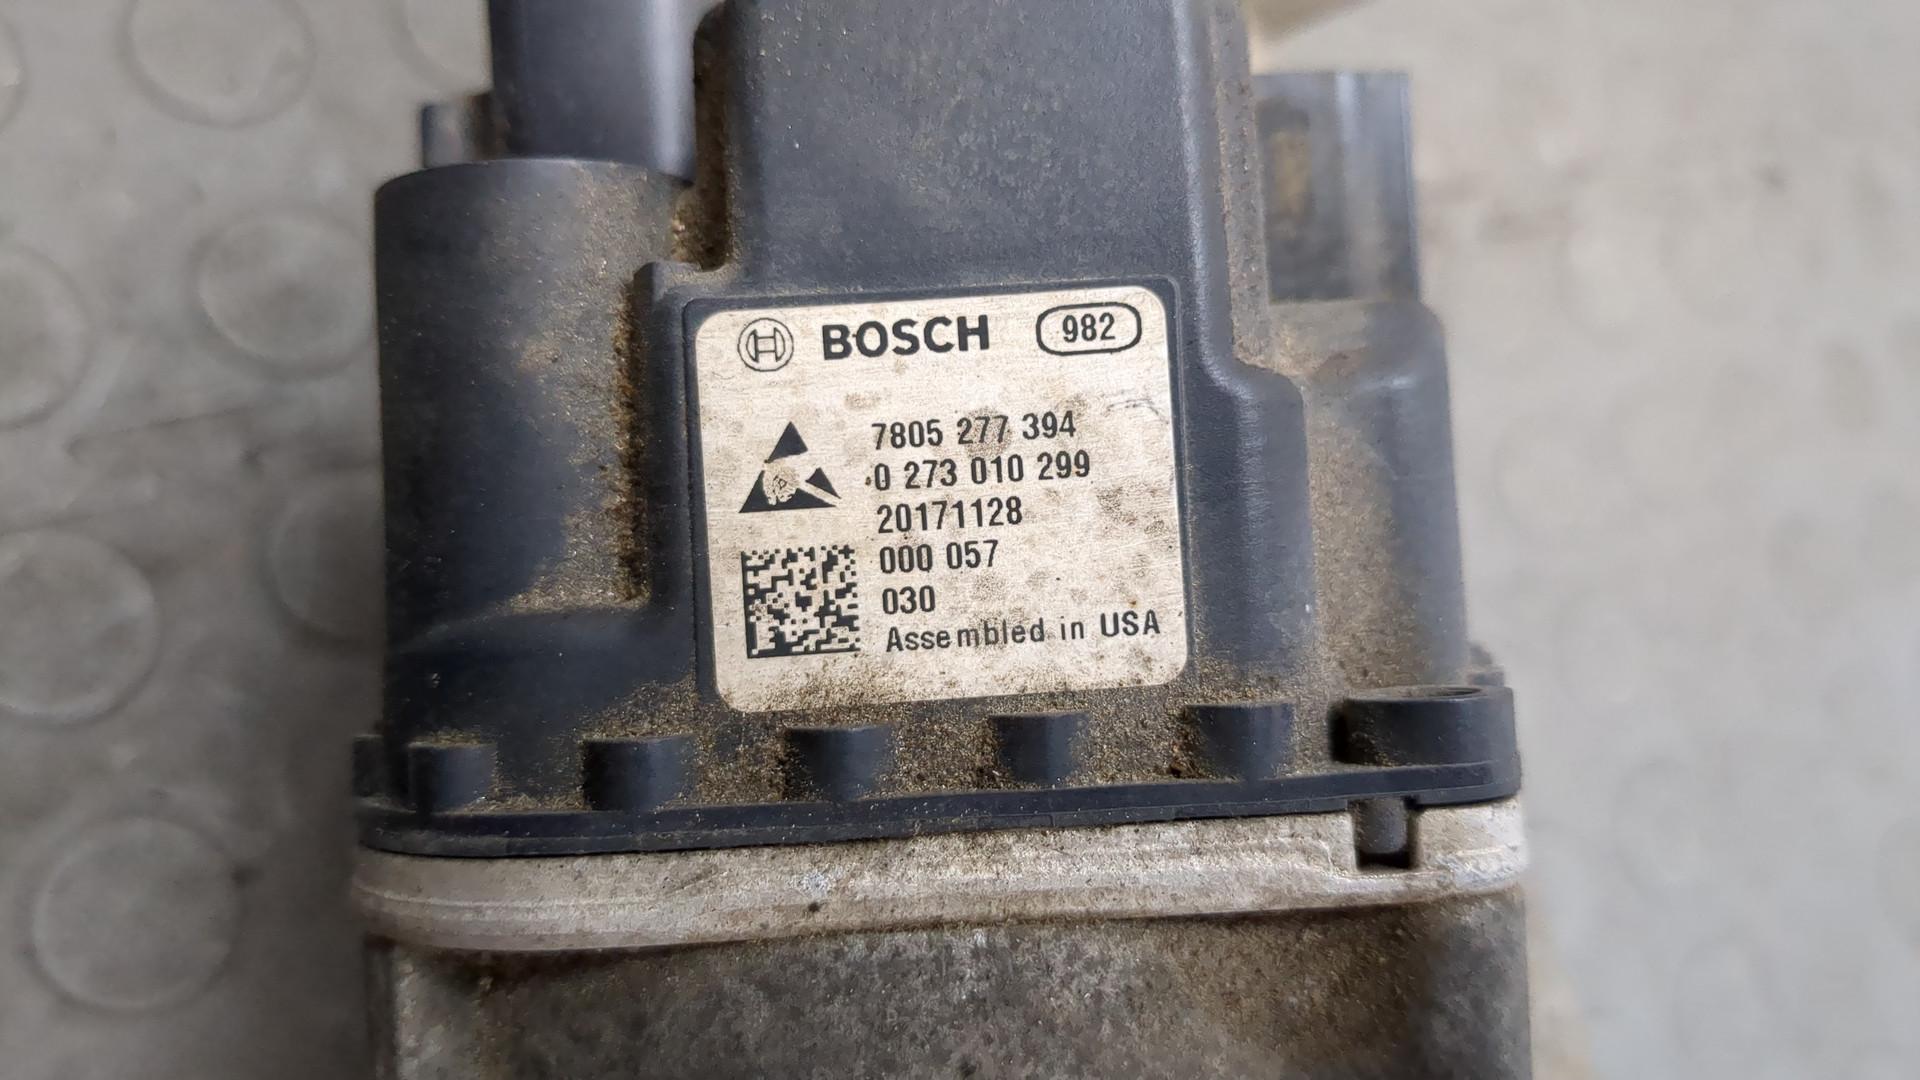 BOSCH 982
7805 277 394
0 273 010 299
20171128
000 057
030
Assembled in USA